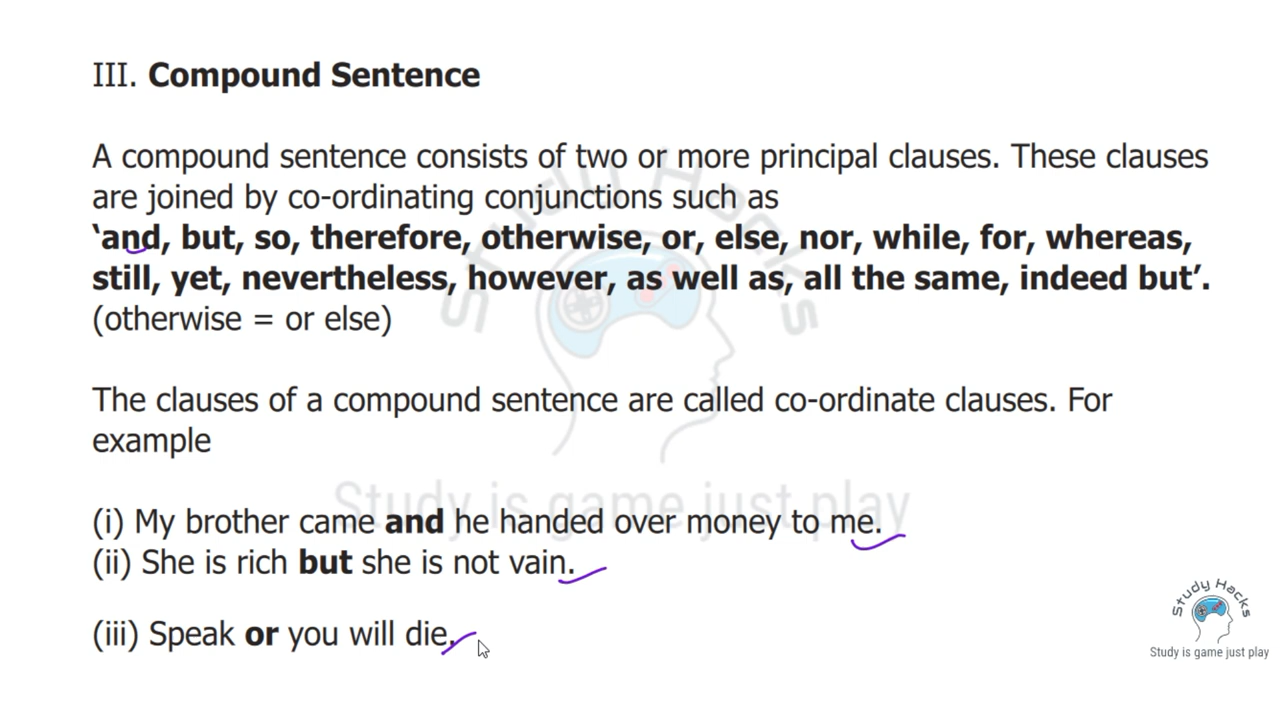 III. Compound Sentence
A compound sentence consists of two or more principal clauses. These clauses
are joined by co-ordinating conjunctions such as
‘and, but, so, therefore, otherwise, or, else, nor, while, for, whereas,
still, yet, nevertheless, however, as well as, all the same, indeed but’.
(otherwise = or else)
The clauses of a compound sentence are called co-ordinate clauses. For
example
Study Hacks
Study is game just play
(i) My brother came and he handed over money to me.
(ii) She is rich but she is not vain.
(iii) Speak or you will die.
Study Hacks
Study is game just play